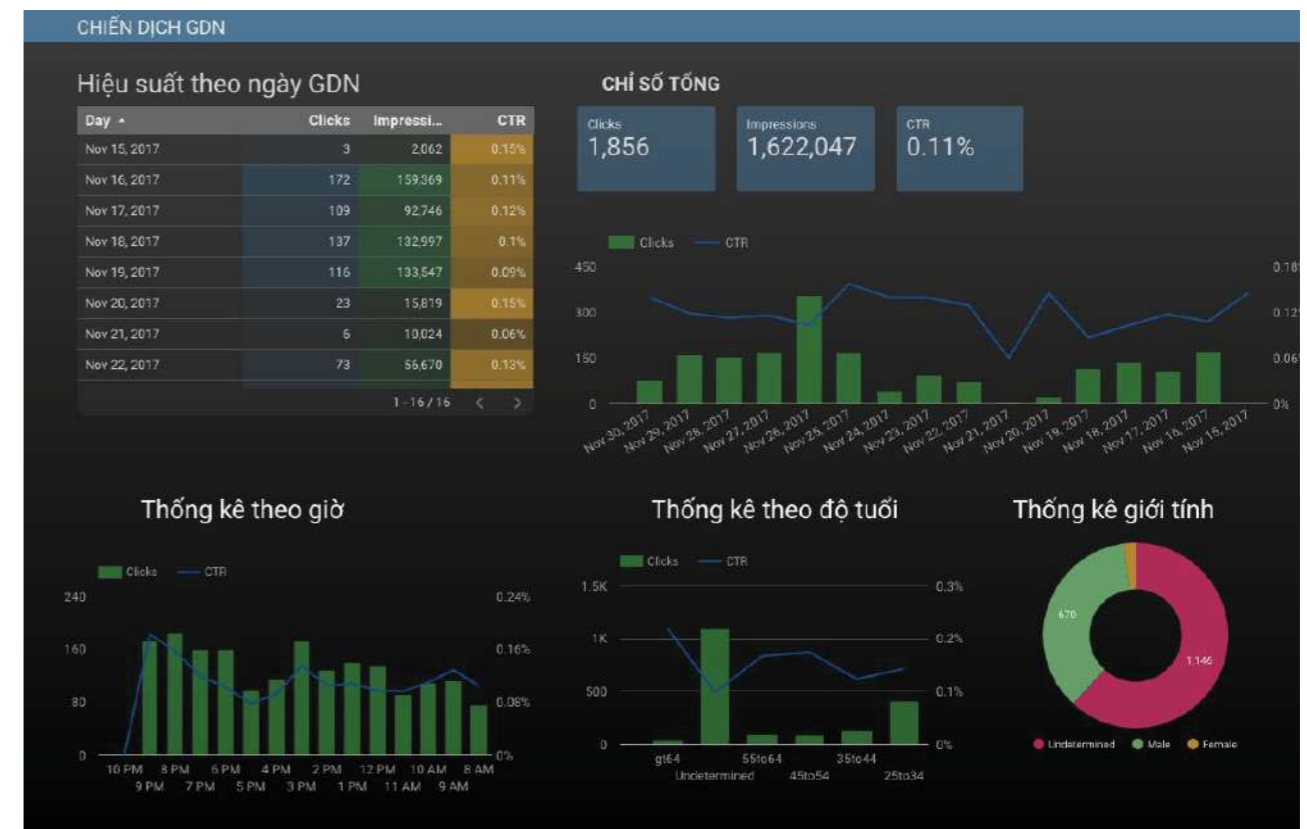 CHIẾN DỊCH GDN
Hiệu suất theo ngày GDN
Day Clicks Impressi... CTR
Nov 15, 2017 3 2,062 0.15%
Nov 16, 2017 172 159,369 0.11%
Nov 17, 2017 109 92,746 0.12%
Nov 18, 2017 137 132,997 0.1%
Nov 19, 2017 116 133,547 0.09%
Nov 20, 2017 23 15,819 0.15%
Nov 21, 2017 6 10,024 0.06%
Nov 22, 2017 73 56,670 0.13%
1 - 16 / 16 < >
CHỈ SỐ TỔNG
Clicks Impressions CTR
1,856 1,622,047 0.11%
Clicks CTR
450 0.18%
300 0.12%
150 0.06%
0 0%
Nov 30, 2017 Nov 29, 2017 Nov 28, 2017 Nov 27, 2017 Nov 26, 2017 Nov 25, 2017 Nov 24, 2017 Nov 23, 2017 Nov 22, 2017 Nov 21, 2017 Nov 20, 2017 Nov 19, 2017 Nov 18, 2017 Nov 17, 2017 Nov 16, 2017 Nov 15, 2017
Thống kê theo giờ
Clicks CTR
240 0.24%
160 0.16%
80 0.08%
0 0%
10 PM 8 PM 6 PM 4 PM 2 PM 12 PM 10 AM 8 AM
9 PM 7 PM 5 PM 3 PM 1 PM 11 AM 9 AM
Thống kê theo độ tuổi
Clicks CTR
1.5K 0.3%
1K 0.2%
500 0.1%
0 0%
gt64 55to64 35to44
Undetermined 45to54 25to34
Thống kê giới tính
670
1,146
Undetermined Male Female